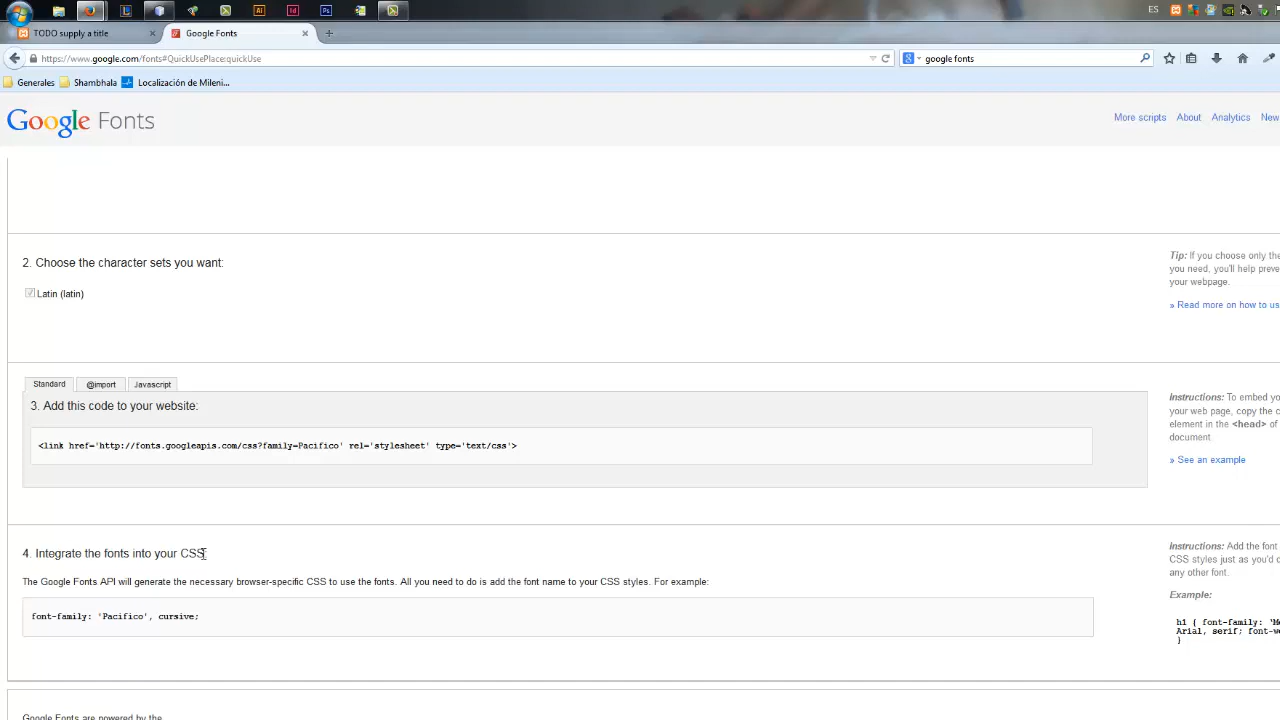 ES
TODO supply a title
Google Fonts
https://www.google.com/fonts#QuickUsePlace:quickUse
google fonts
Generales
Shambhala
Localización de Mileni...
Google Fonts
More scripts
About
Analytics
New
2. Choose the character sets you want:
Latin (latin)
Tip: If you choose only the
you need, you'll help preve
your webpage.
» Read more on how to us
Standard
@import
Javascript
3. Add this code to your website:
<link href='http://fonts.googleapis.com/css?family=Pacifico' rel='stylesheet' type='text/css'>
Instructions: To embed yo
your web page, copy the c
element in the <head> of
document
» See an example
4. Integrate the fonts into your CSS
The Google Fonts API will generate the necessary browser-specific CSS to use the fonts. All you need to do is add the font name to your CSS styles. For example:
font-family: 'Pacifico', cursive;
Instructions: Add the font
CSS styles just as you'd d
any other font.
Example:
h1 { font-family: 'Me
Arial, serif; font-w
}
Google Fonts are powered by the